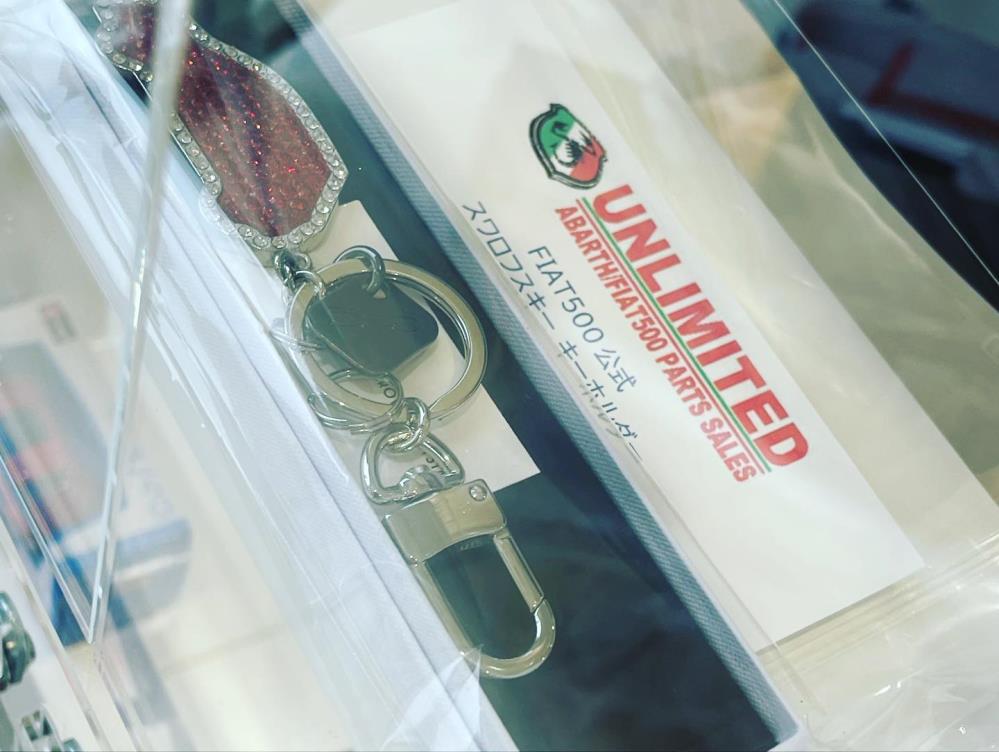 UNLIMITED
ABARTH/FIAT500 PARTS SALES
FIAT500 公式
スワロフスキー キーホルダー